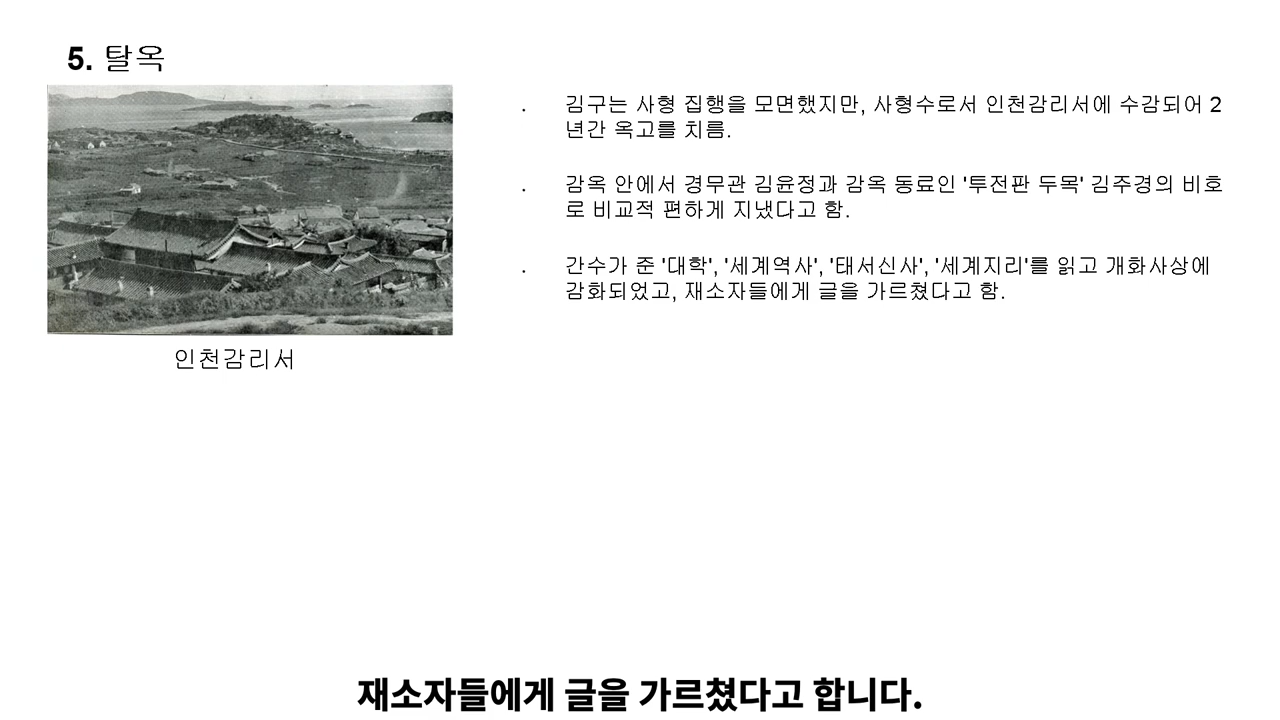 5. 탈옥
인천감리서
. 김구는 사형 집행을 모면했지만, 사형수로서 인천감리서에 수감되어 2
년간 옥고를 치름.
. 감옥 안에서 경무관 김윤정과 감옥 동료인 '투전판 두목' 김주경의 비호
로 비교적 편하게 지냈다고 함.
. 간수가 준 '대학', '세계역사', '태서신사', '세계지리'를 읽고 개화사상에
감화되었고, 재소자들에게 글을 가르쳤다고 함.
재소자들에게 글을 가르쳤다고 합니다.